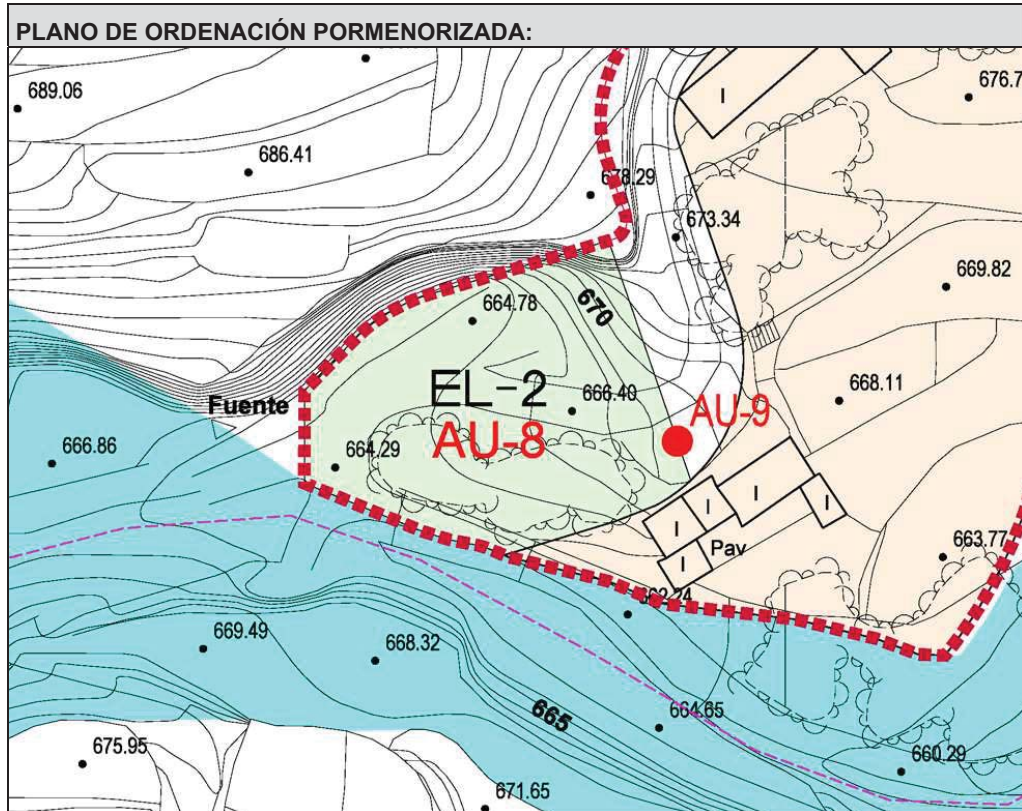 PLANO DE ORDENACIÓN PORMENORIZADA:
689.06
686.41
678.29
673.34
I
669.82
664.78
670
EL-2
666.40
668.11
Fuente
AU-8
AU-9
666.86
664.29
I
I
I
I
I
Pav
663.77
662.24
669.49
668.32
665
664.65
660.29
675.95
671.65